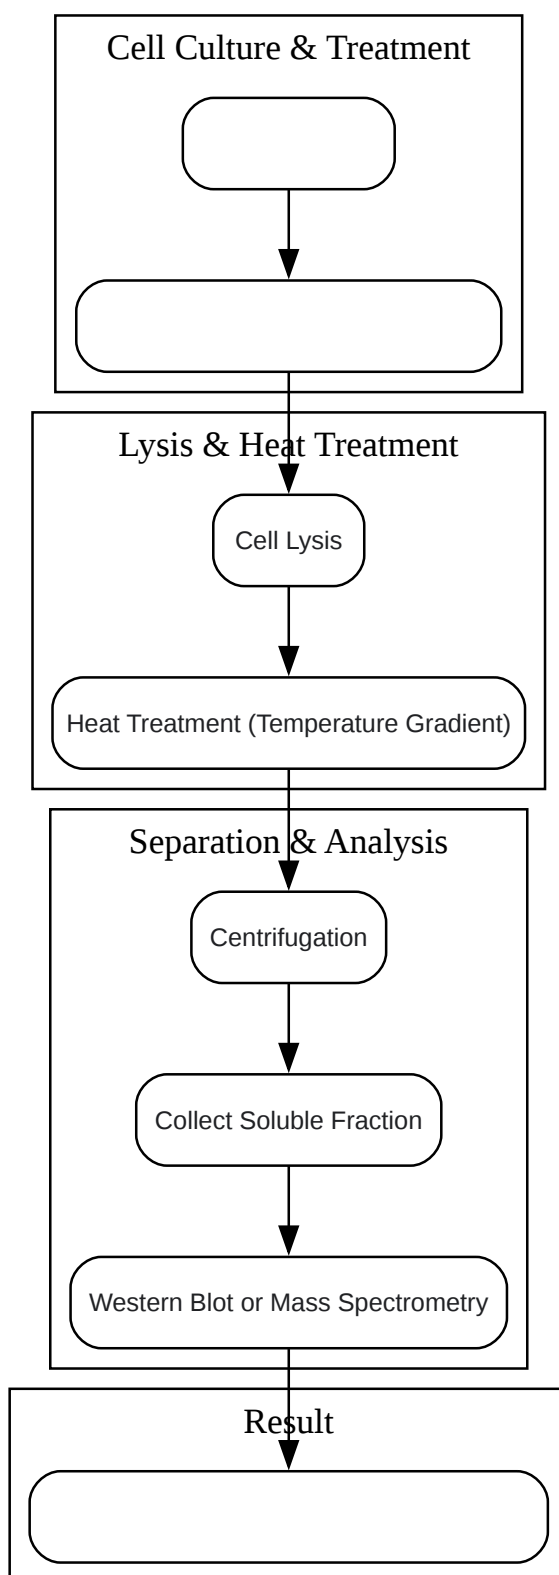 Cell Culture & Treatment
Lysis & Heat Treatment
Cell Lysis
Heat Treatment (Temperature Gradient)
Separation & Analysis
Centrifugation
Collect Soluble Fraction
Western Blot or Mass Spectrometry
Result